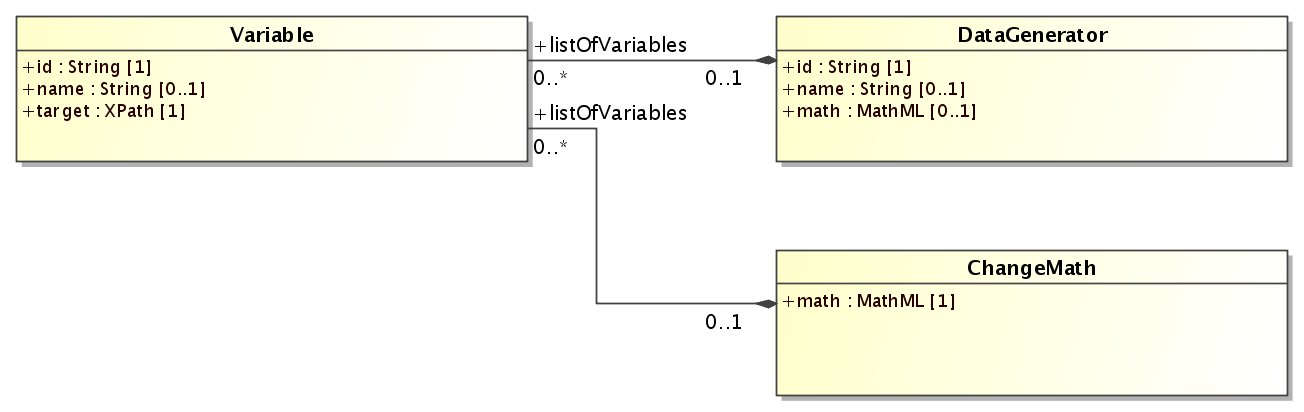 Variable
+id : String [1]
+name : String [0..1]
+target : XPath [1]
+listOfVariables
0..*
0..1
+listOfVariables
0..*
DataGenerator
+id : String [1]
+name : String [0..1]
+math : MathML [0..1]
ChangeMath
+math : MathML [1]
0..1